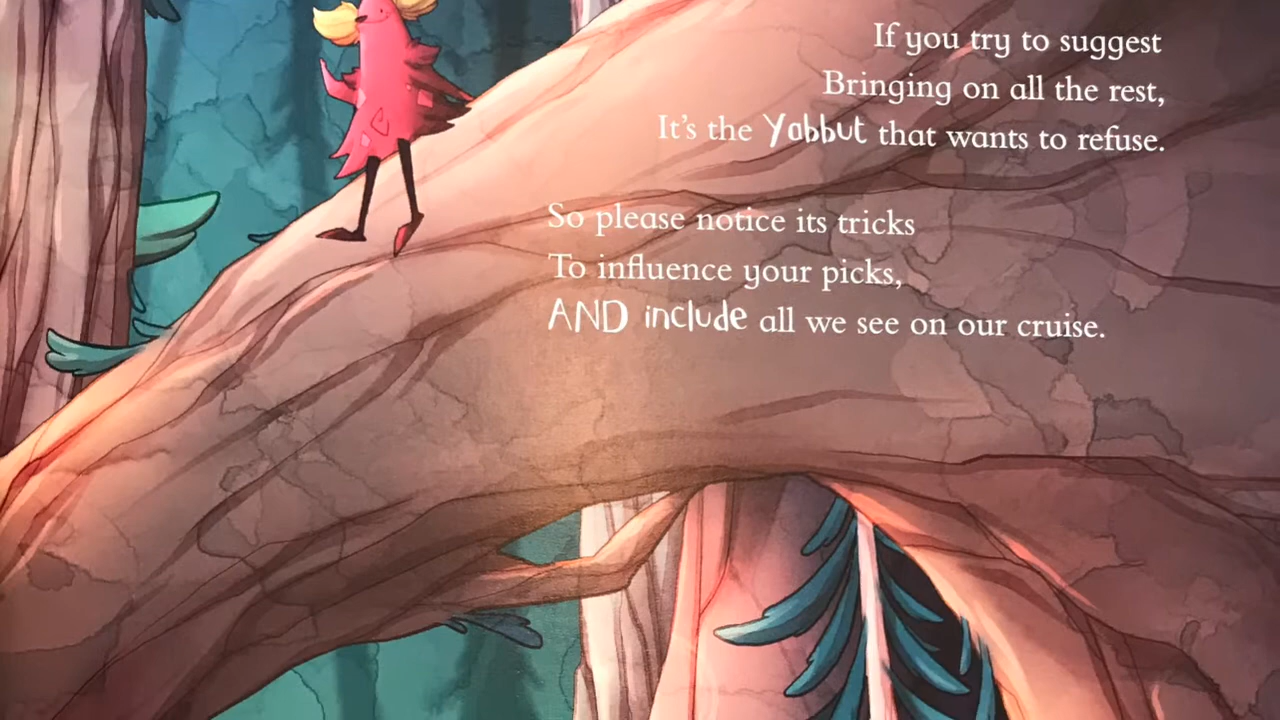 If you try to suggest
Bringing on all the rest,
It's the Yabbut that wants to refuse.
So please notice its tricks
To influence your picks,
AND include all we see on our cruise.